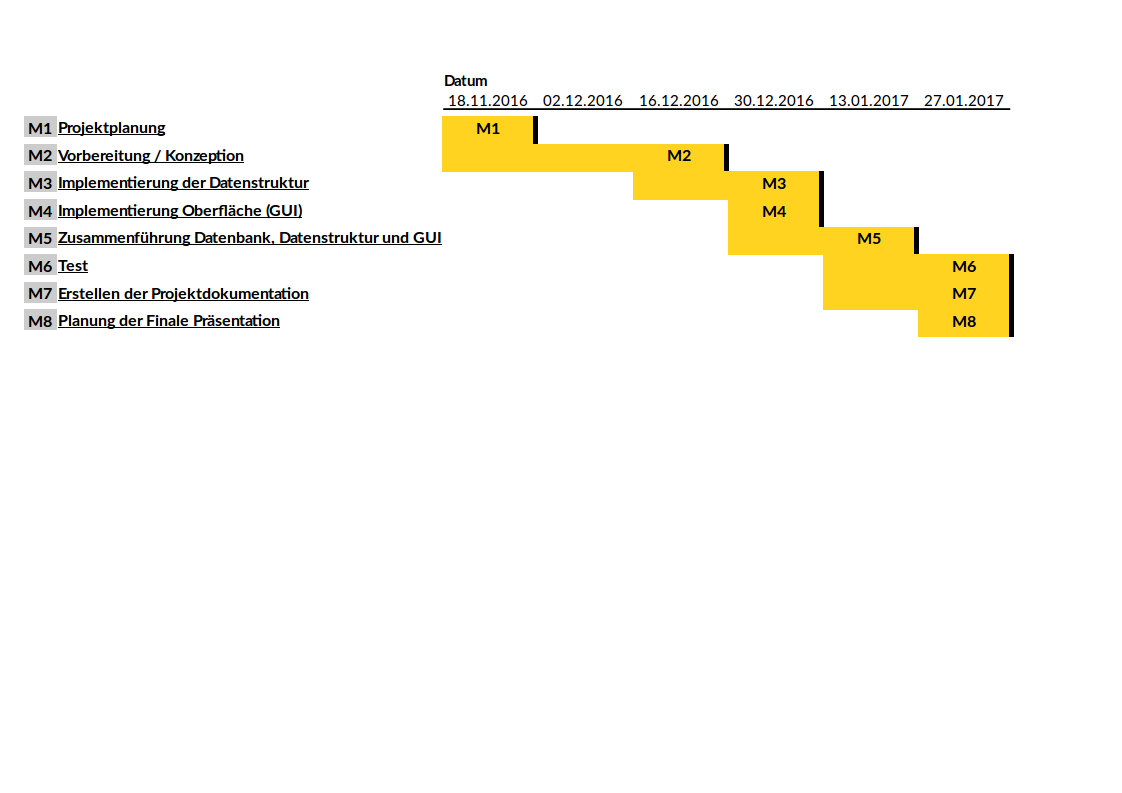 Datum
18.11.2016 02.12.2016 16.12.2016 30.12.2016 13.01.2017 27.01.2017
M1 Projektplanung M1
M2 Vorbereitung / Konzeption M2
M3 Implementierung der Datenstruktur M3
M4 Implementierung Oberfläche (GUI) M4
M5 Zusammenführung Datenbank, Datenstruktur und GUI M5
M6 Test M6
M7 Erstellen der Projektdokumentation M7
M8 Planung der Finale Präsentation M8